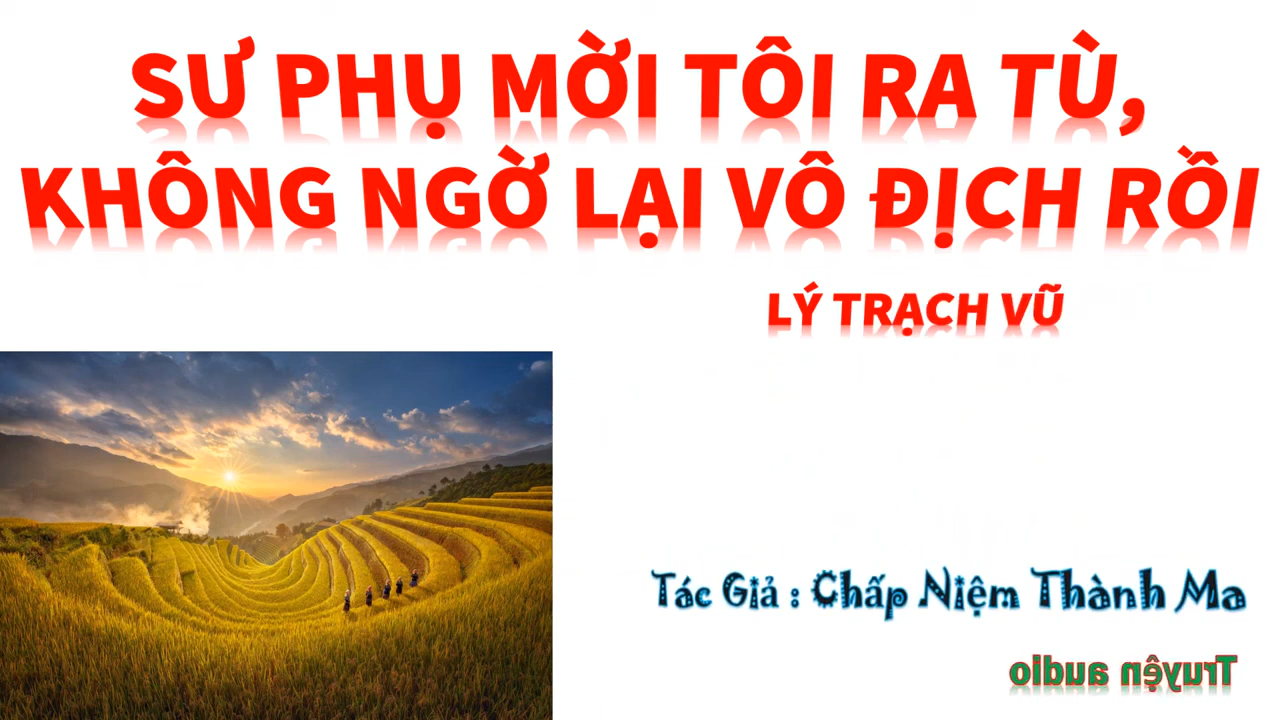 SƯ PHỤ MỜI TÔI RA TÙ,
KHÔNG NGỜ LẠI VÔ ĐỊCH RỒI
LÝ TRẠCH VŨ
Tác Giả : Chấp Niệm Thành Ma
Truyện audio